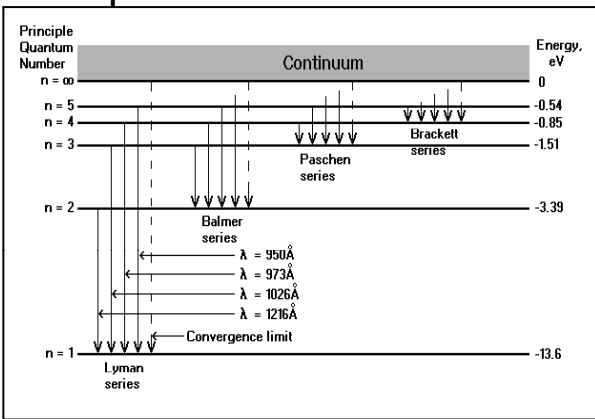 Principle
Quantum
Number
Continuum
Energy,
eV
n = ∞
0
n = 5
-0.54
n = 4
-0.85
Brackett
series
n = 3
-1.51
Paschen
series
n = 2
-3.39
Balmer
series
λ = 950Å
λ = 973Å
λ = 1026Å
λ = 1216Å
Convergence limit
n = 1
-13.6
Lyman
series